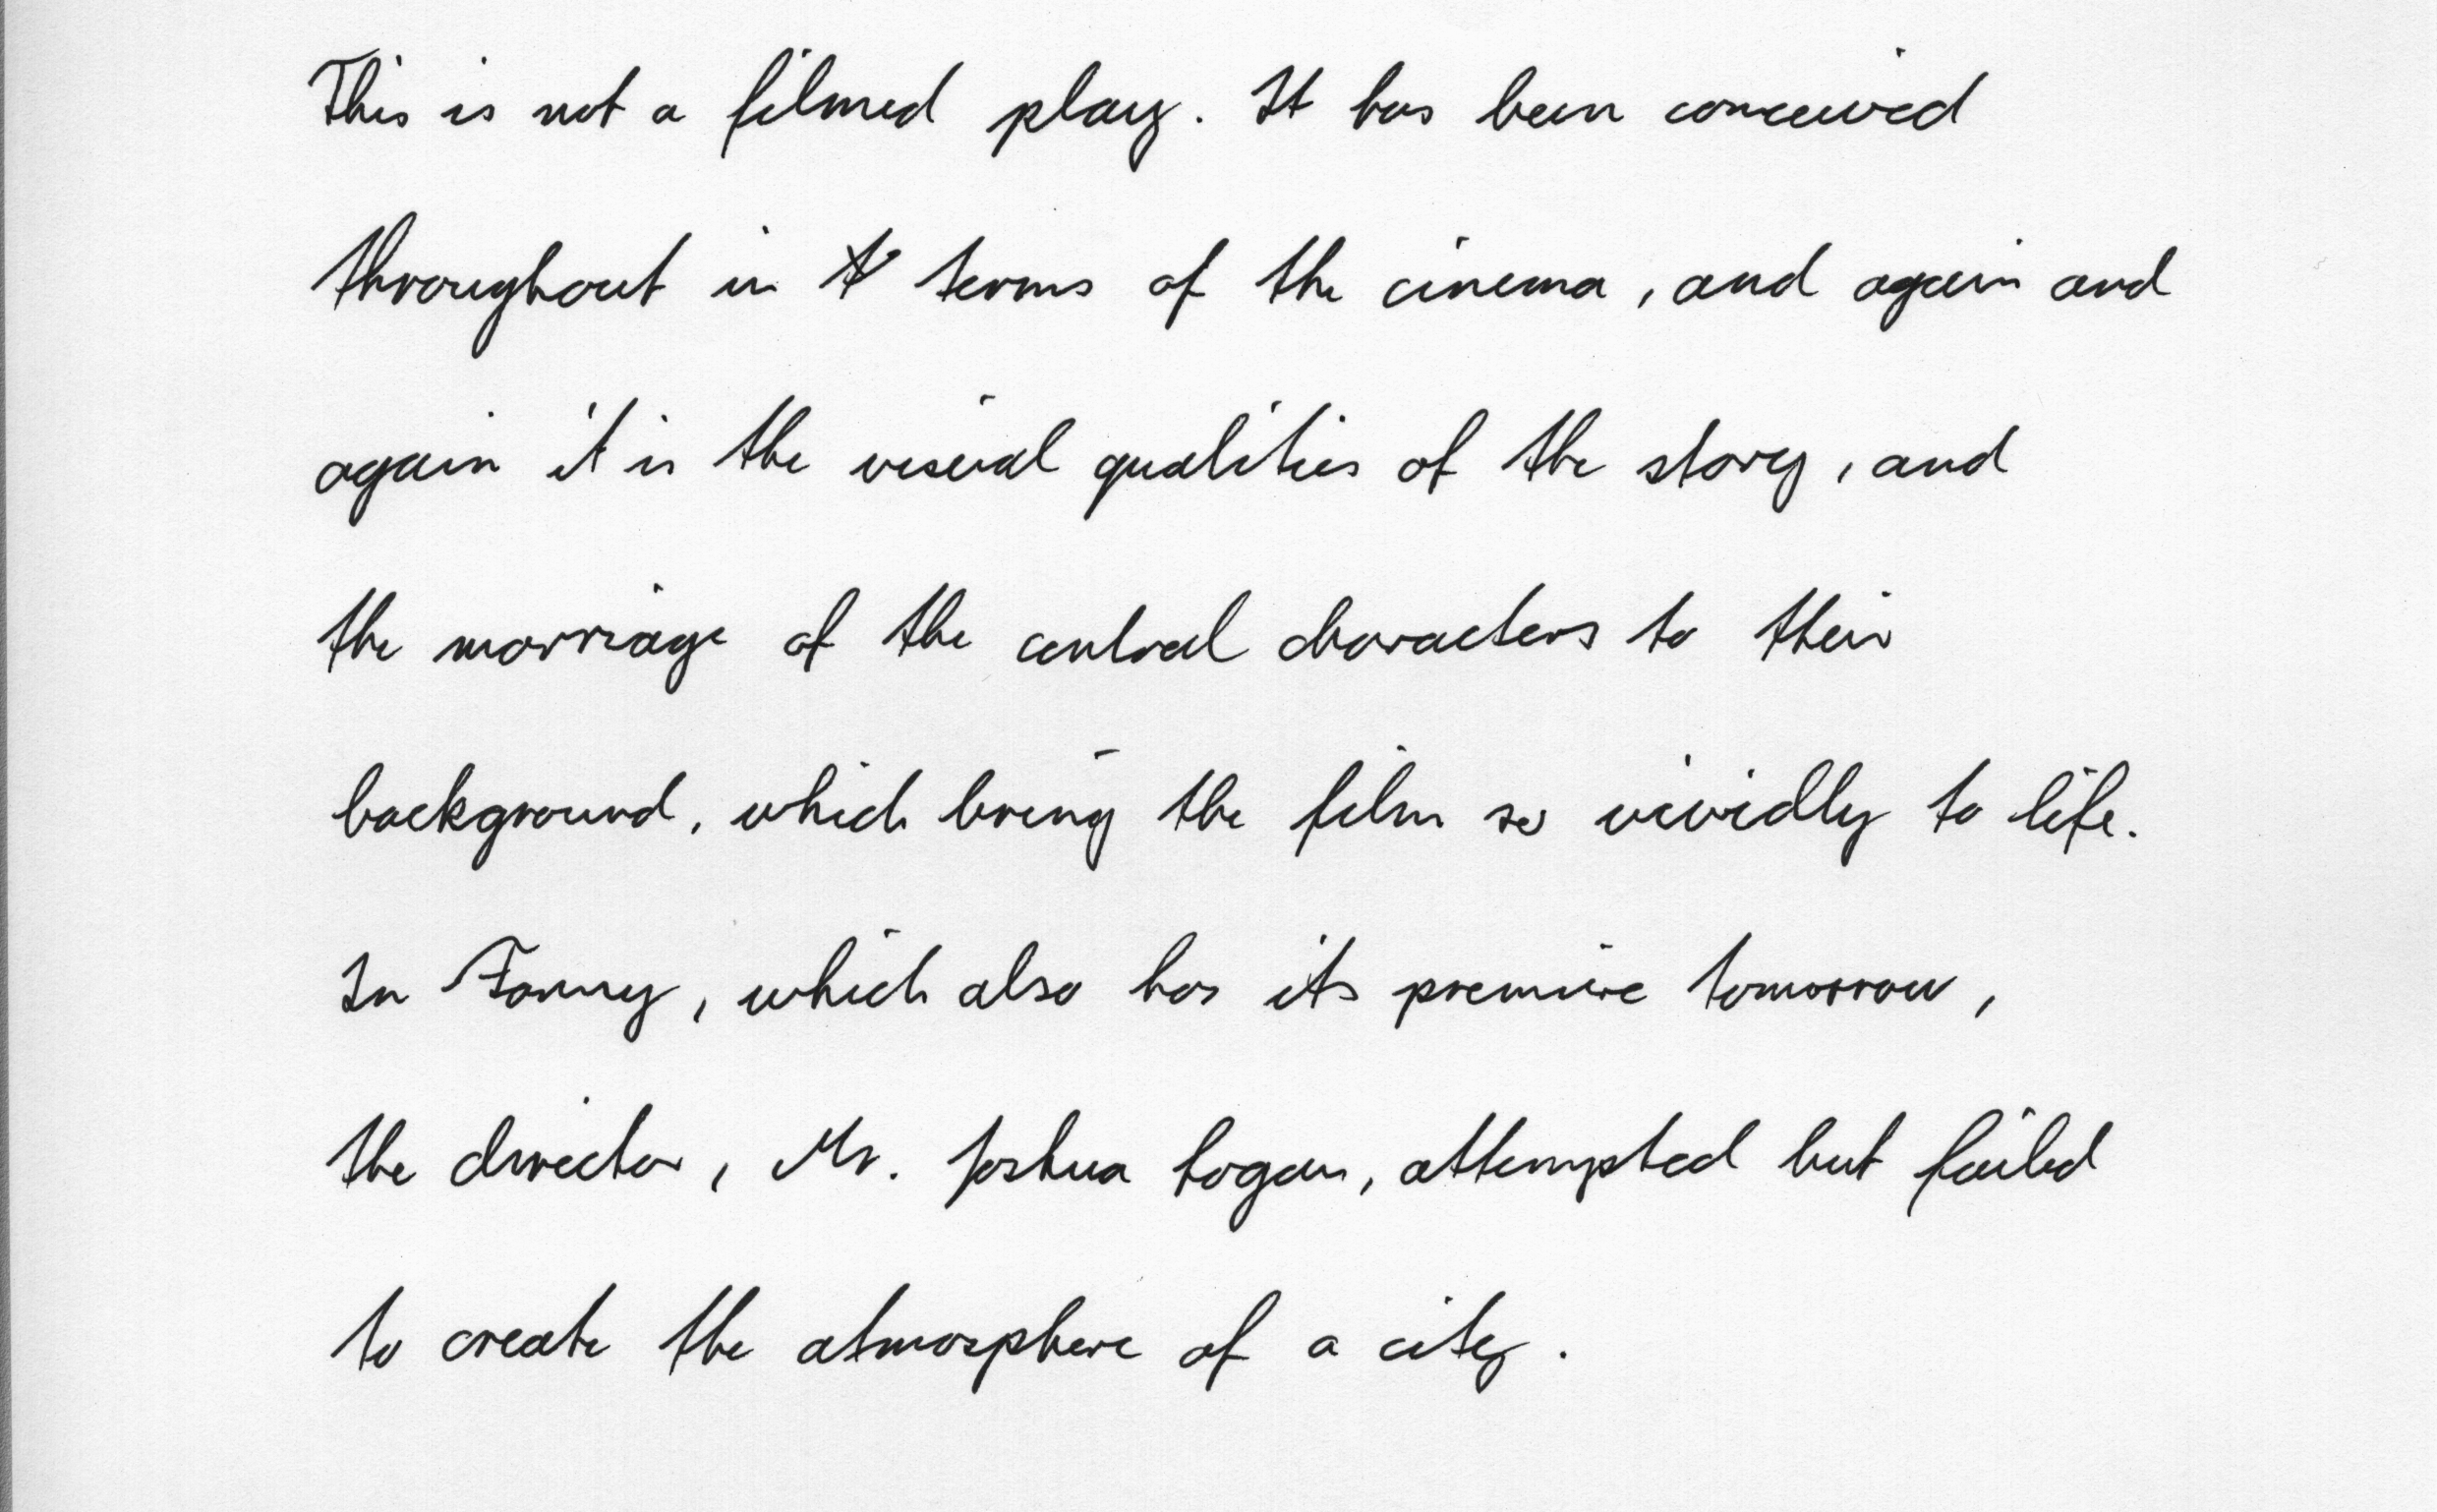 This is not a filmed play. It has been conceived
throughout in terms of the cinema, and again and
again it is the visual qualities of the story, and
the marriage of the central characters to their
background, which bring the film so vividly to life.
In Fanny, which also has its premire tomorrow,
the director, Mr. Joshua Logan, attempted but failed
to create the atmosphere of a city.